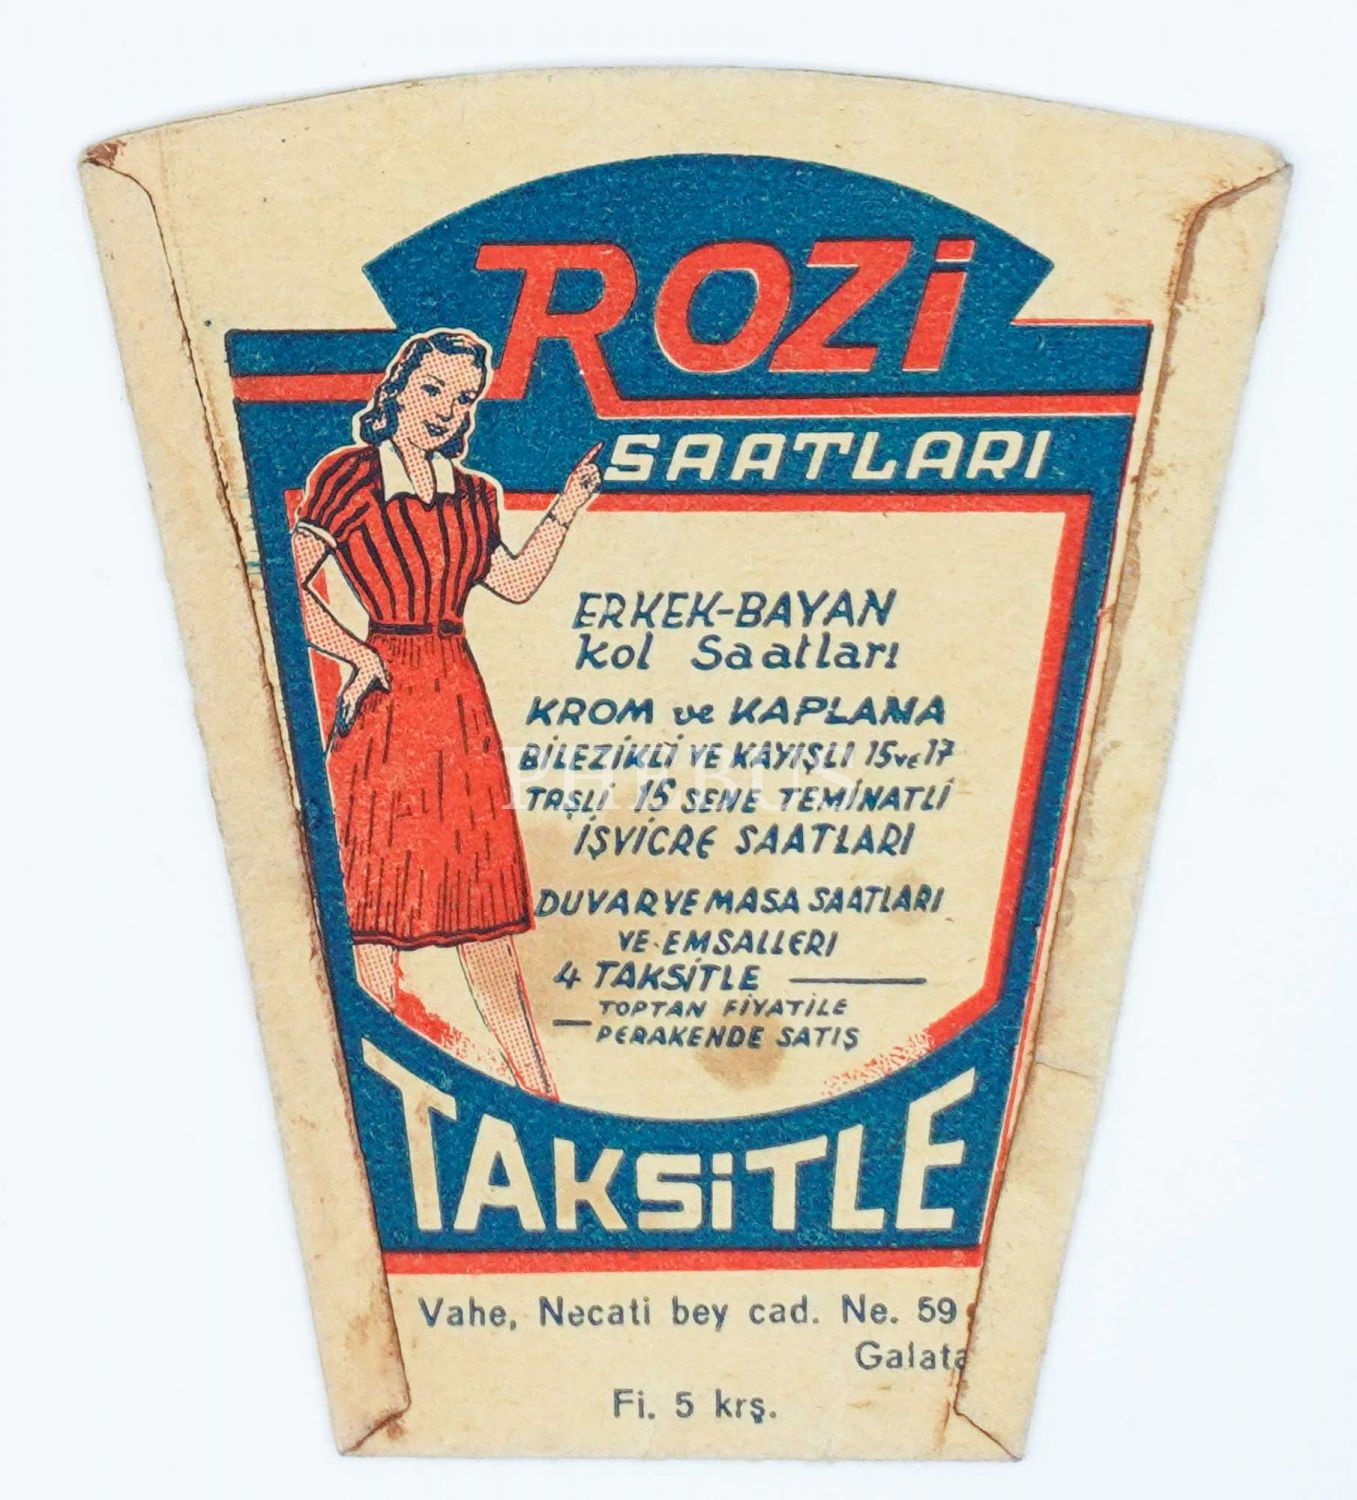 ROZİ
SAATLARI
ERKEK-BAYAN
Kol Saatları
KROM ve KAPLAMA
BİLEZİKLİ VE KAYIŞLI 15 ve 17
TAŞLI 15 SENE TEMİNATLI
İŞVİCRE SAATLARI
DUVAR VE MASA SAATLARI
VE EMSALLERI
4 TAKSİTLE
TOPTAN FİYATİLE
PERAKENDE SATIŞ
TAKSİTLE
Vahe, Necati bey cad. Ne. 59
Galata
Fi. 5 krş.
PHEBUS